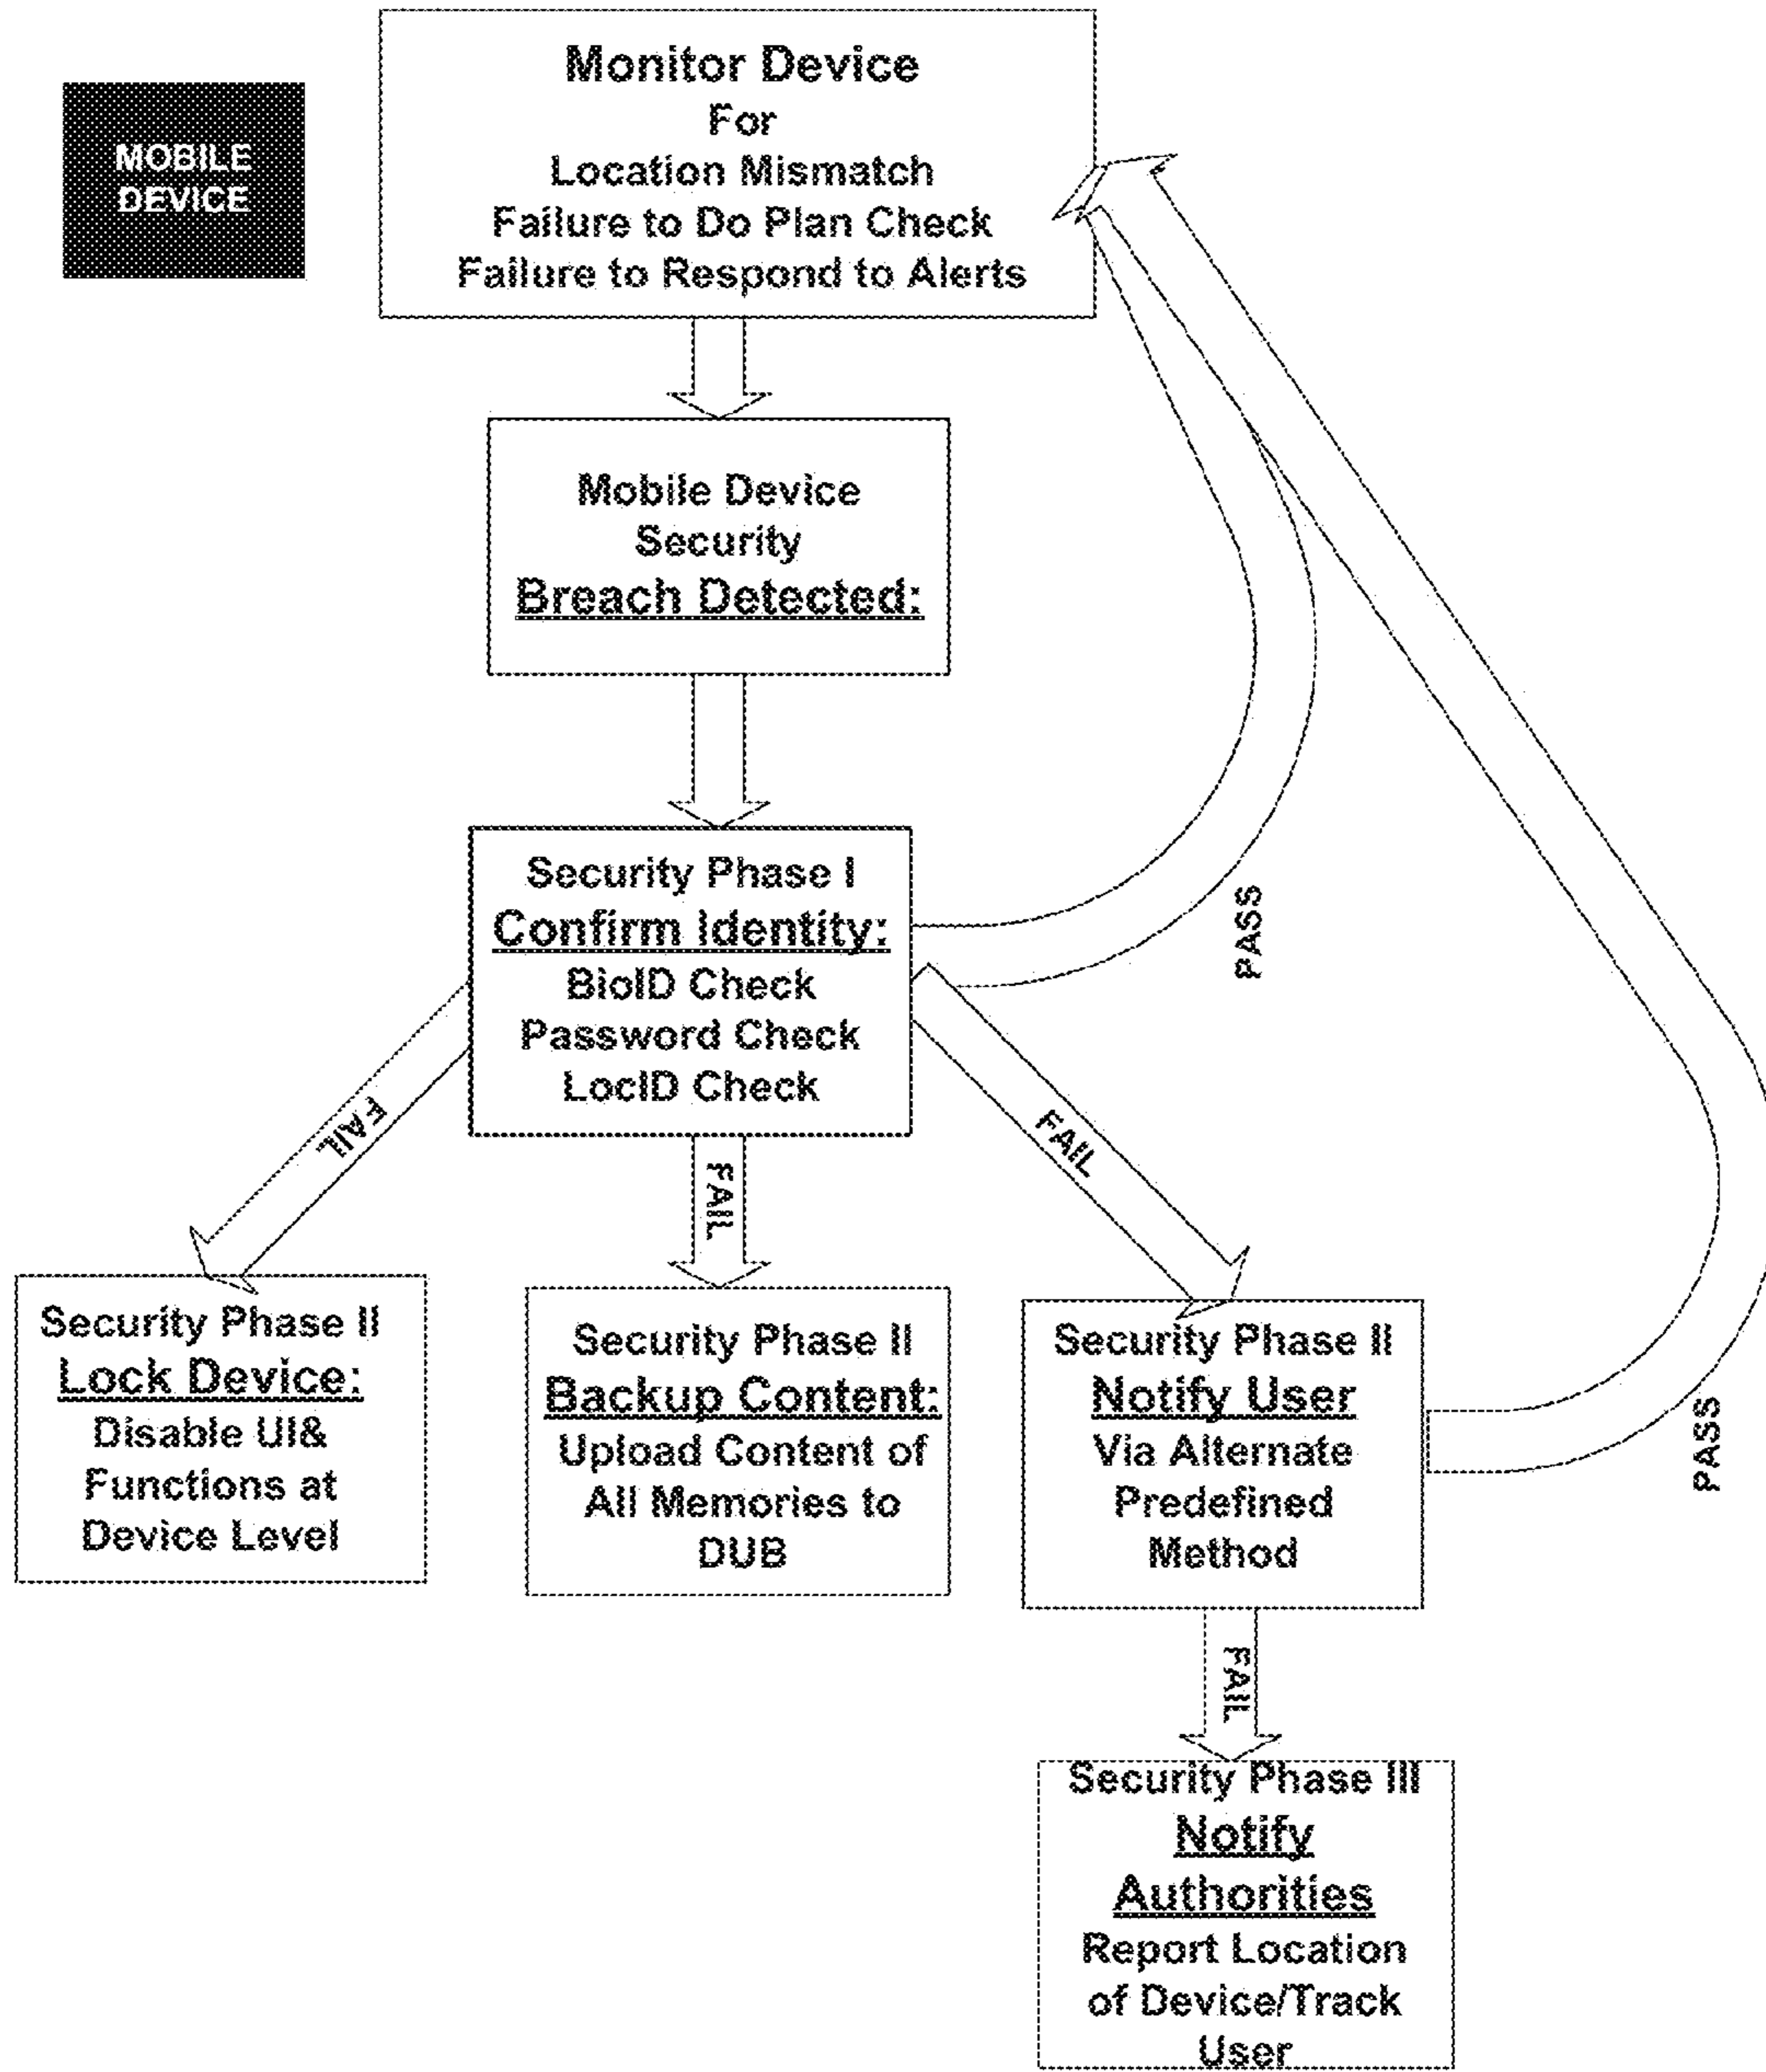 MOBILE
DEVICE
Monitor Device
For
Location Mismatch
Failure to Do Plan Check
Failure to Respond to Alerts
Mobile Device
Security
Breach Detected:
Security Phase I
Confirm Identity:
BioID Check
Password Check
LocID Check
PASS
FAIL
FAIL
FAIL
Security Phase II
Lock Device:
Disable UI&
Functions at
Device Level
Security Phase II
Backup Content:
Upload Content of
All Memories to
DUB
Security Phase II
Notify User
Via Alternate
Predefined
Method
PASS
FAIL
Security Phase III
Notify
Authorities
Report Location
of Device/Track
User